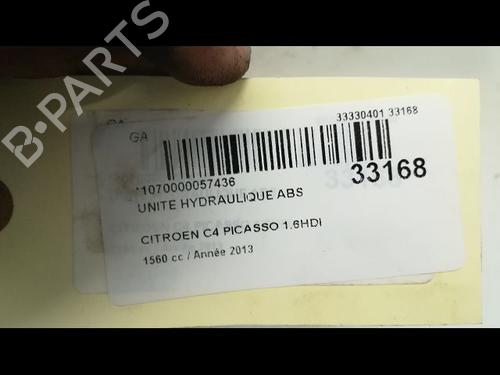 B-PARTS
GA
33330401 33168
*1070000057436
33168
UNITE HYDRAULIQUE ABS
CITROEN C4 PICASSO 1.6HDI
1560 cc / Année 2013